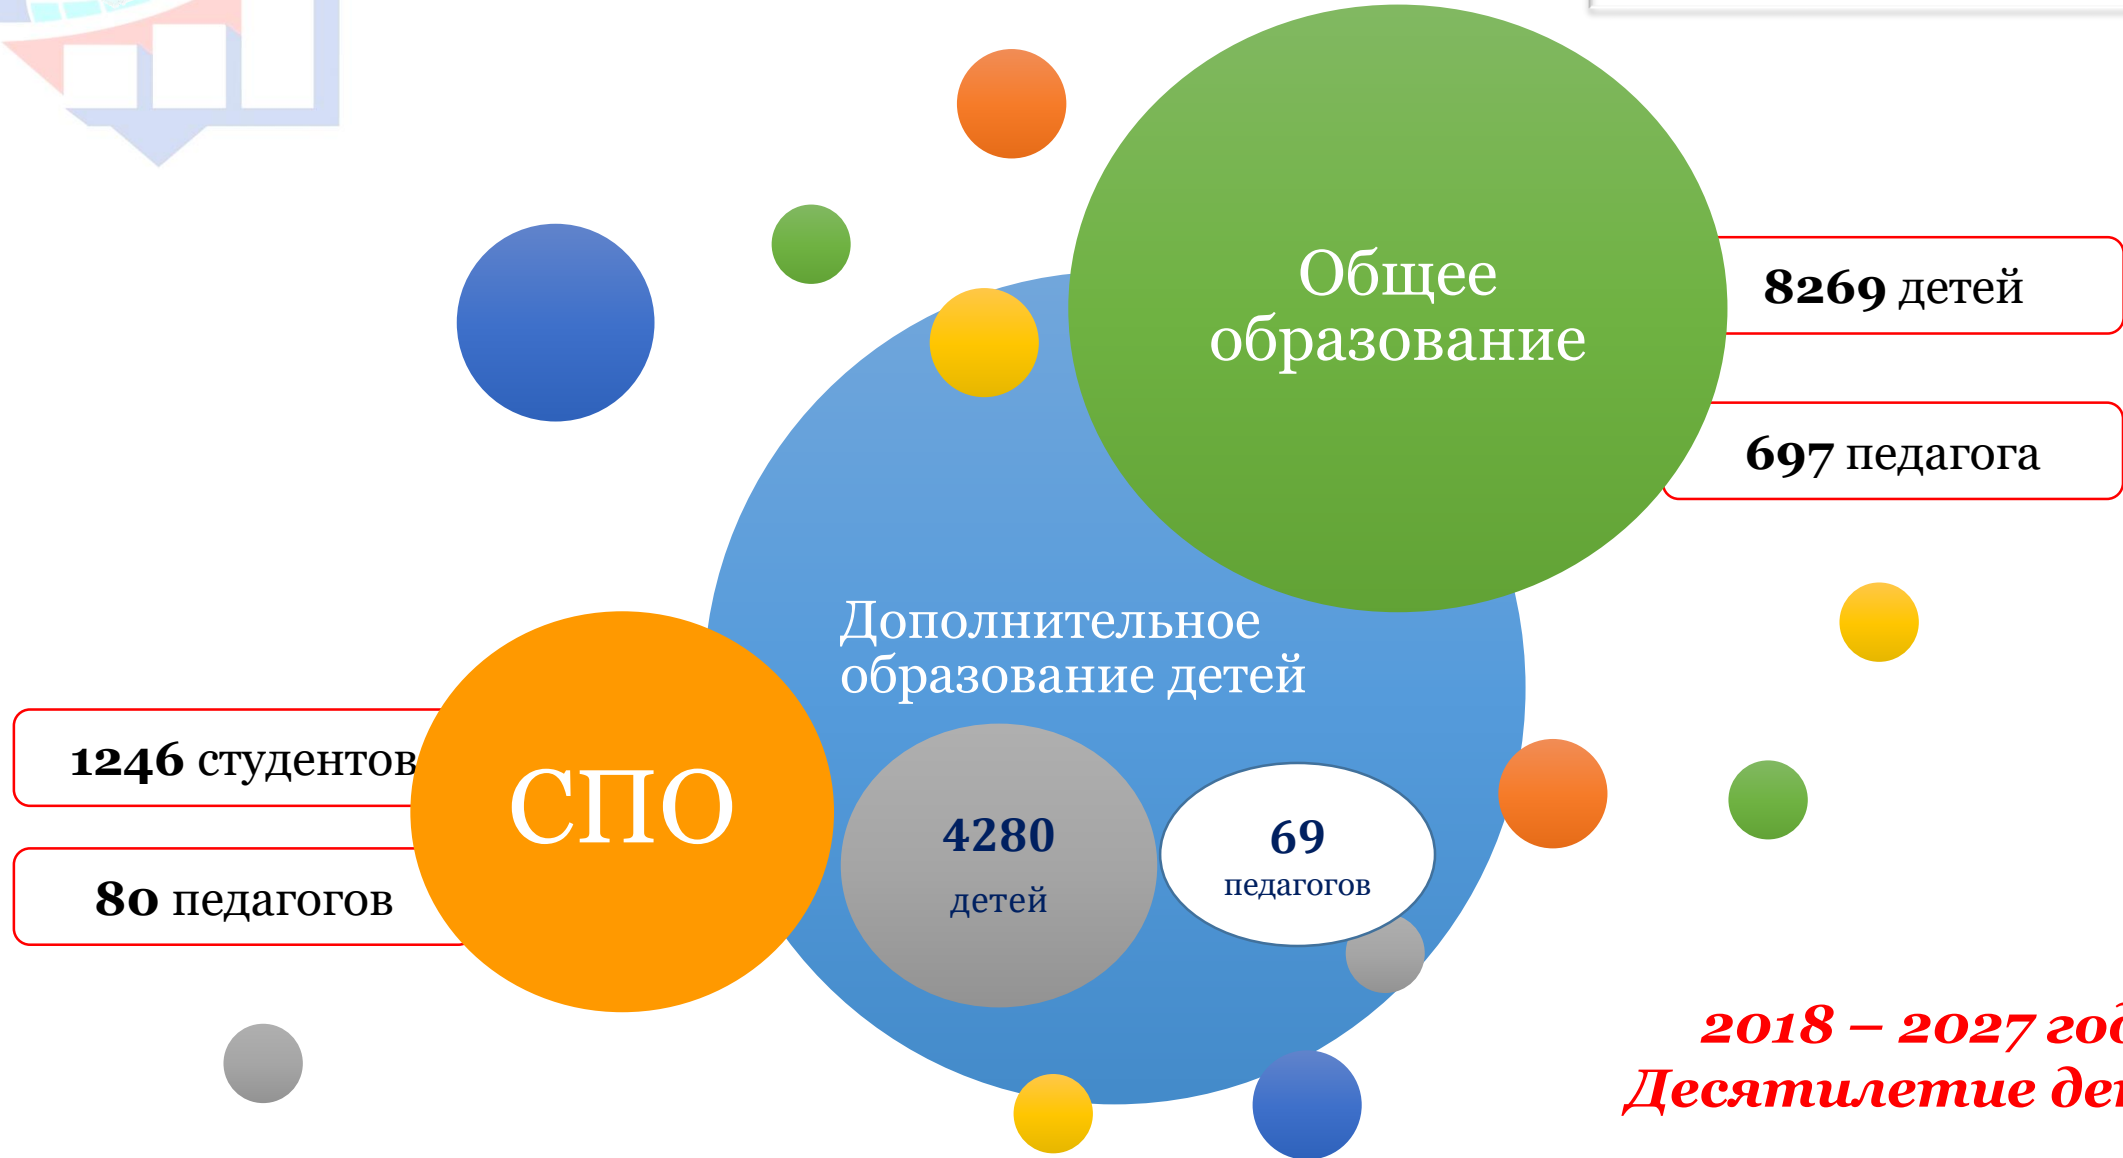 Общее
образование
8269 детей
697 педагога
Дополнительное
образование детей
1246 студентов
СПО
80 педагогов
4280
детей
69
педагогов
2018 – 2027
Десятилетие